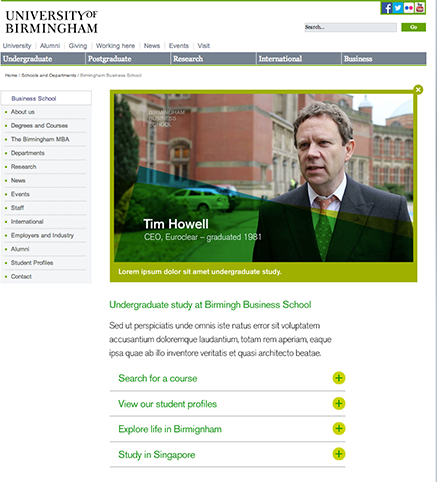 UNIVERSITY OF
BIRMINGHAM
Search...
Go
University | Alumni | Giving | Working here | News | Events | Visit
Undergraduate Postgraduate Research International Business
Home / Schools and Departments / Birmingham Business School
Business School
About us
Degrees and Courses
The Birmingham MBA
Departments
Research
News
Events
Staff
International
Employers and Industry
Alumni
Student Profiles
Contact
BIRMINGHAM
BUSINESS
SCHOOL
Tim Howell
CEO, Euroclear – graduated 1981
Lorem ipsum dolor sit amet undergraduate study.
Undergraduate study at Birmingh Business School
Sed ut perspiciatis unde omnis iste natus error sit voluptatem
accusantium doloremque laudantium, totam rem aperiam, eaque
ipsa quae ab illo inventore veritatis et quasi architecto beatae.
Search for a course
View our student profiles
Explore life in Birmignham
Study in Singapore